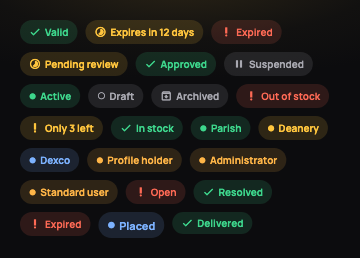 Valid Expires in 12 days Expired
Pending review Approved Suspended
Active Draft Archived Out of stock
Only 3 left In stock Parish Deanery
Dexco Profile holder Administrator
Standard user Open Resolved
Expired Placed Delivered